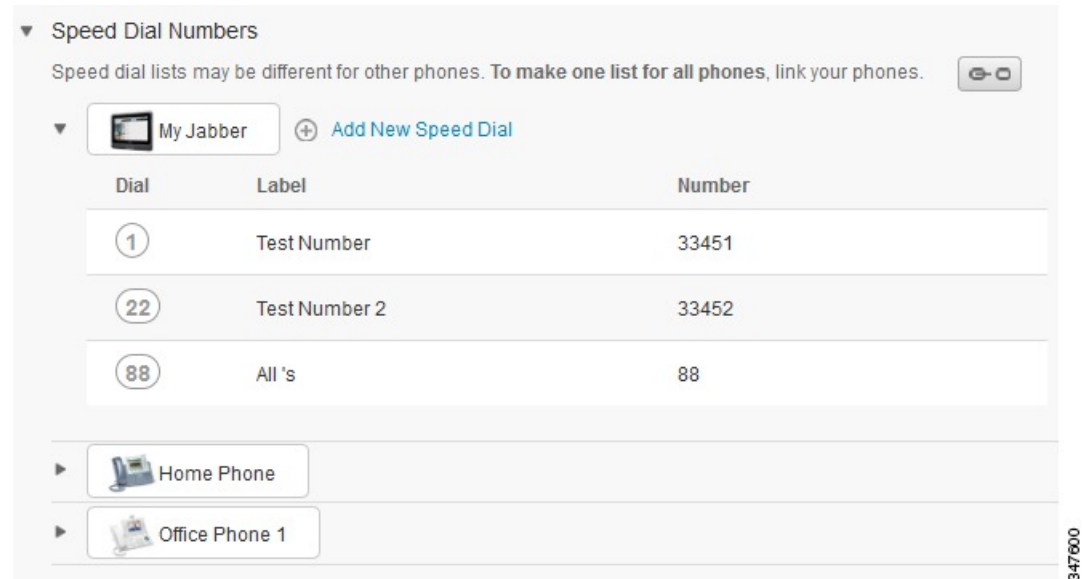 Speed Dial Numbers
Speed dial lists may be different for other phones. To make one list for all phones, link your phones.
My Jabber Add New Speed Dial
Dial Label Number
1 Test Number 33451
22 Test Number 2 33452
88 All 's 88
Home Phone
Office Phone 1
347600